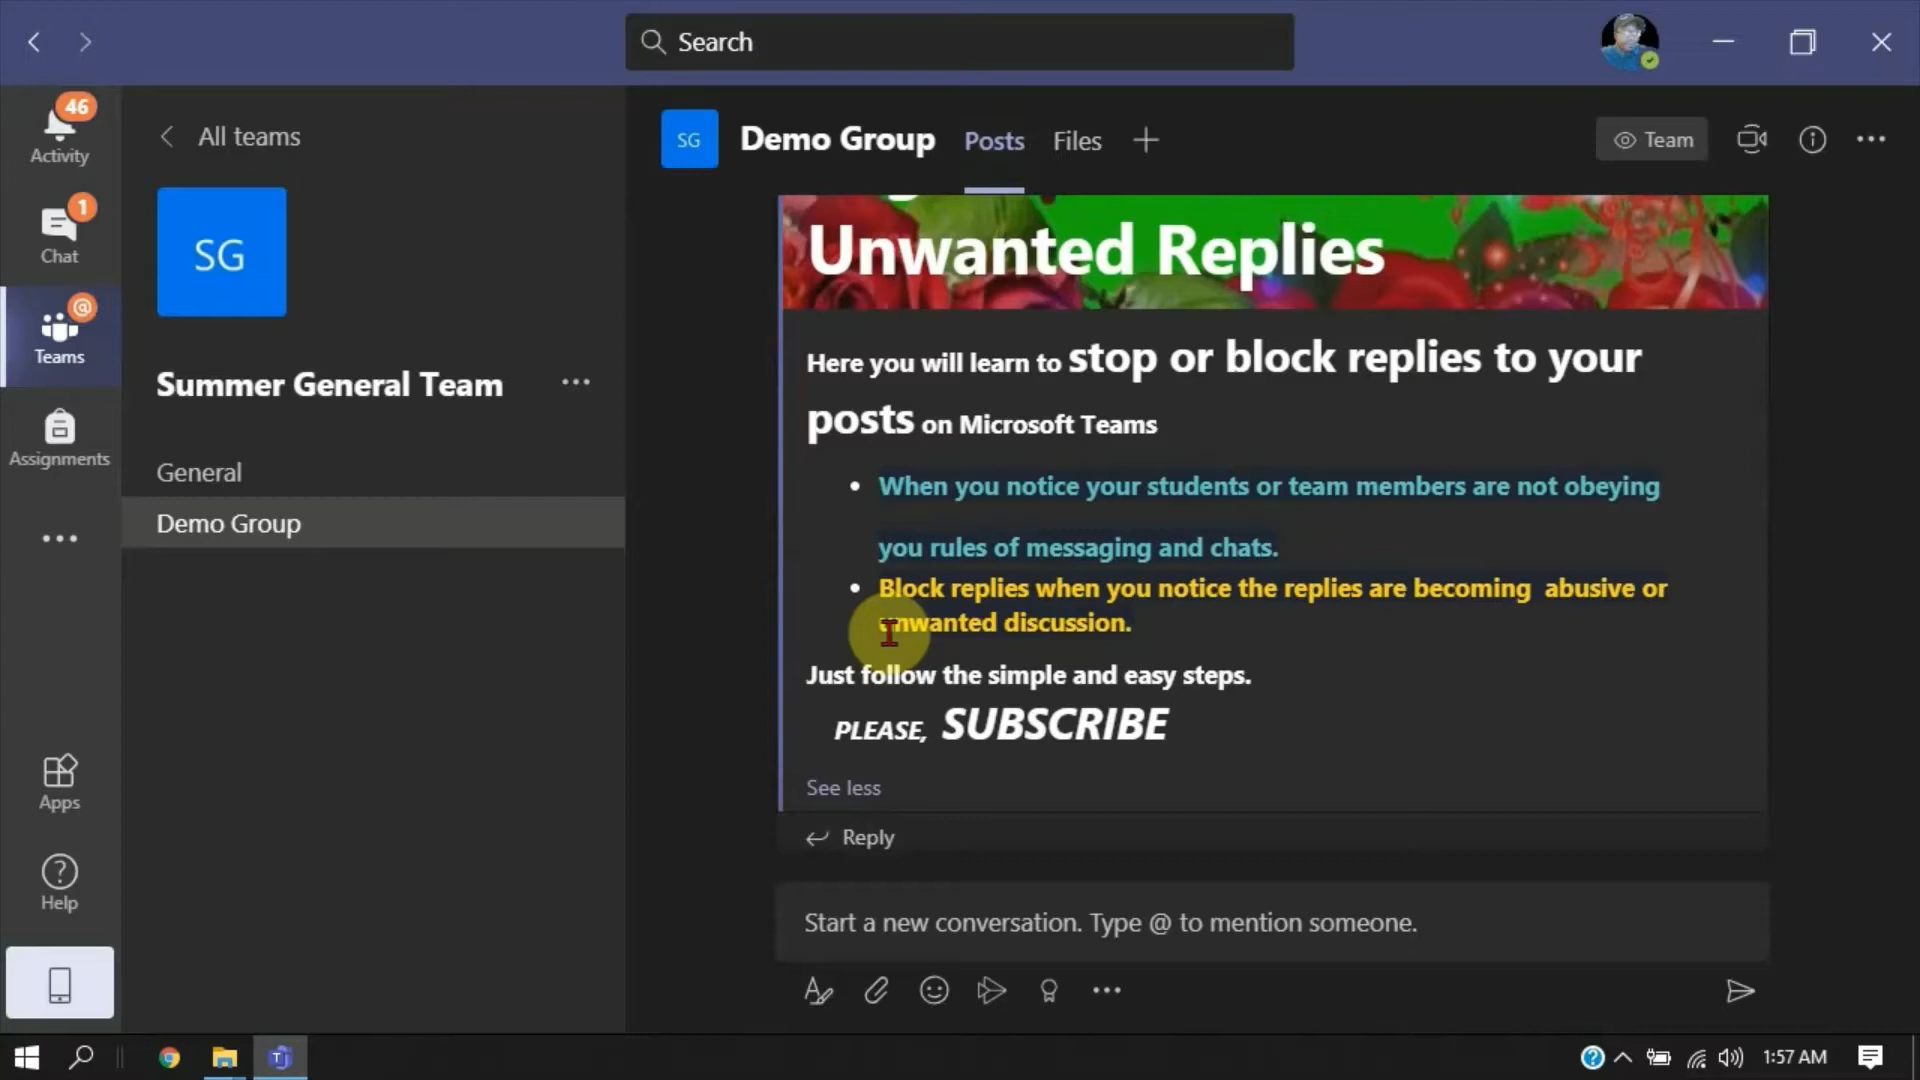 Search
46
Activity
1
Chat
@
Teams
Assignments
Apps
Help
All teams
SG
Summer General Team
General
Demo Group
SG
Demo Group
Posts
Files
Team
Unwanted Replies
Here you will learn to stop or block replies to your
posts on Microsoft Teams
When you notice your students or team members are not obeying
you rules of messaging and chats.
Block replies when you notice the replies are becoming abusive or
unwanted discussion.
Just follow the simple and easy steps.
PLEASE, SUBSCRIBE
See less
Reply
Start a new conversation. Type @ to mention someone.
1:57 AM